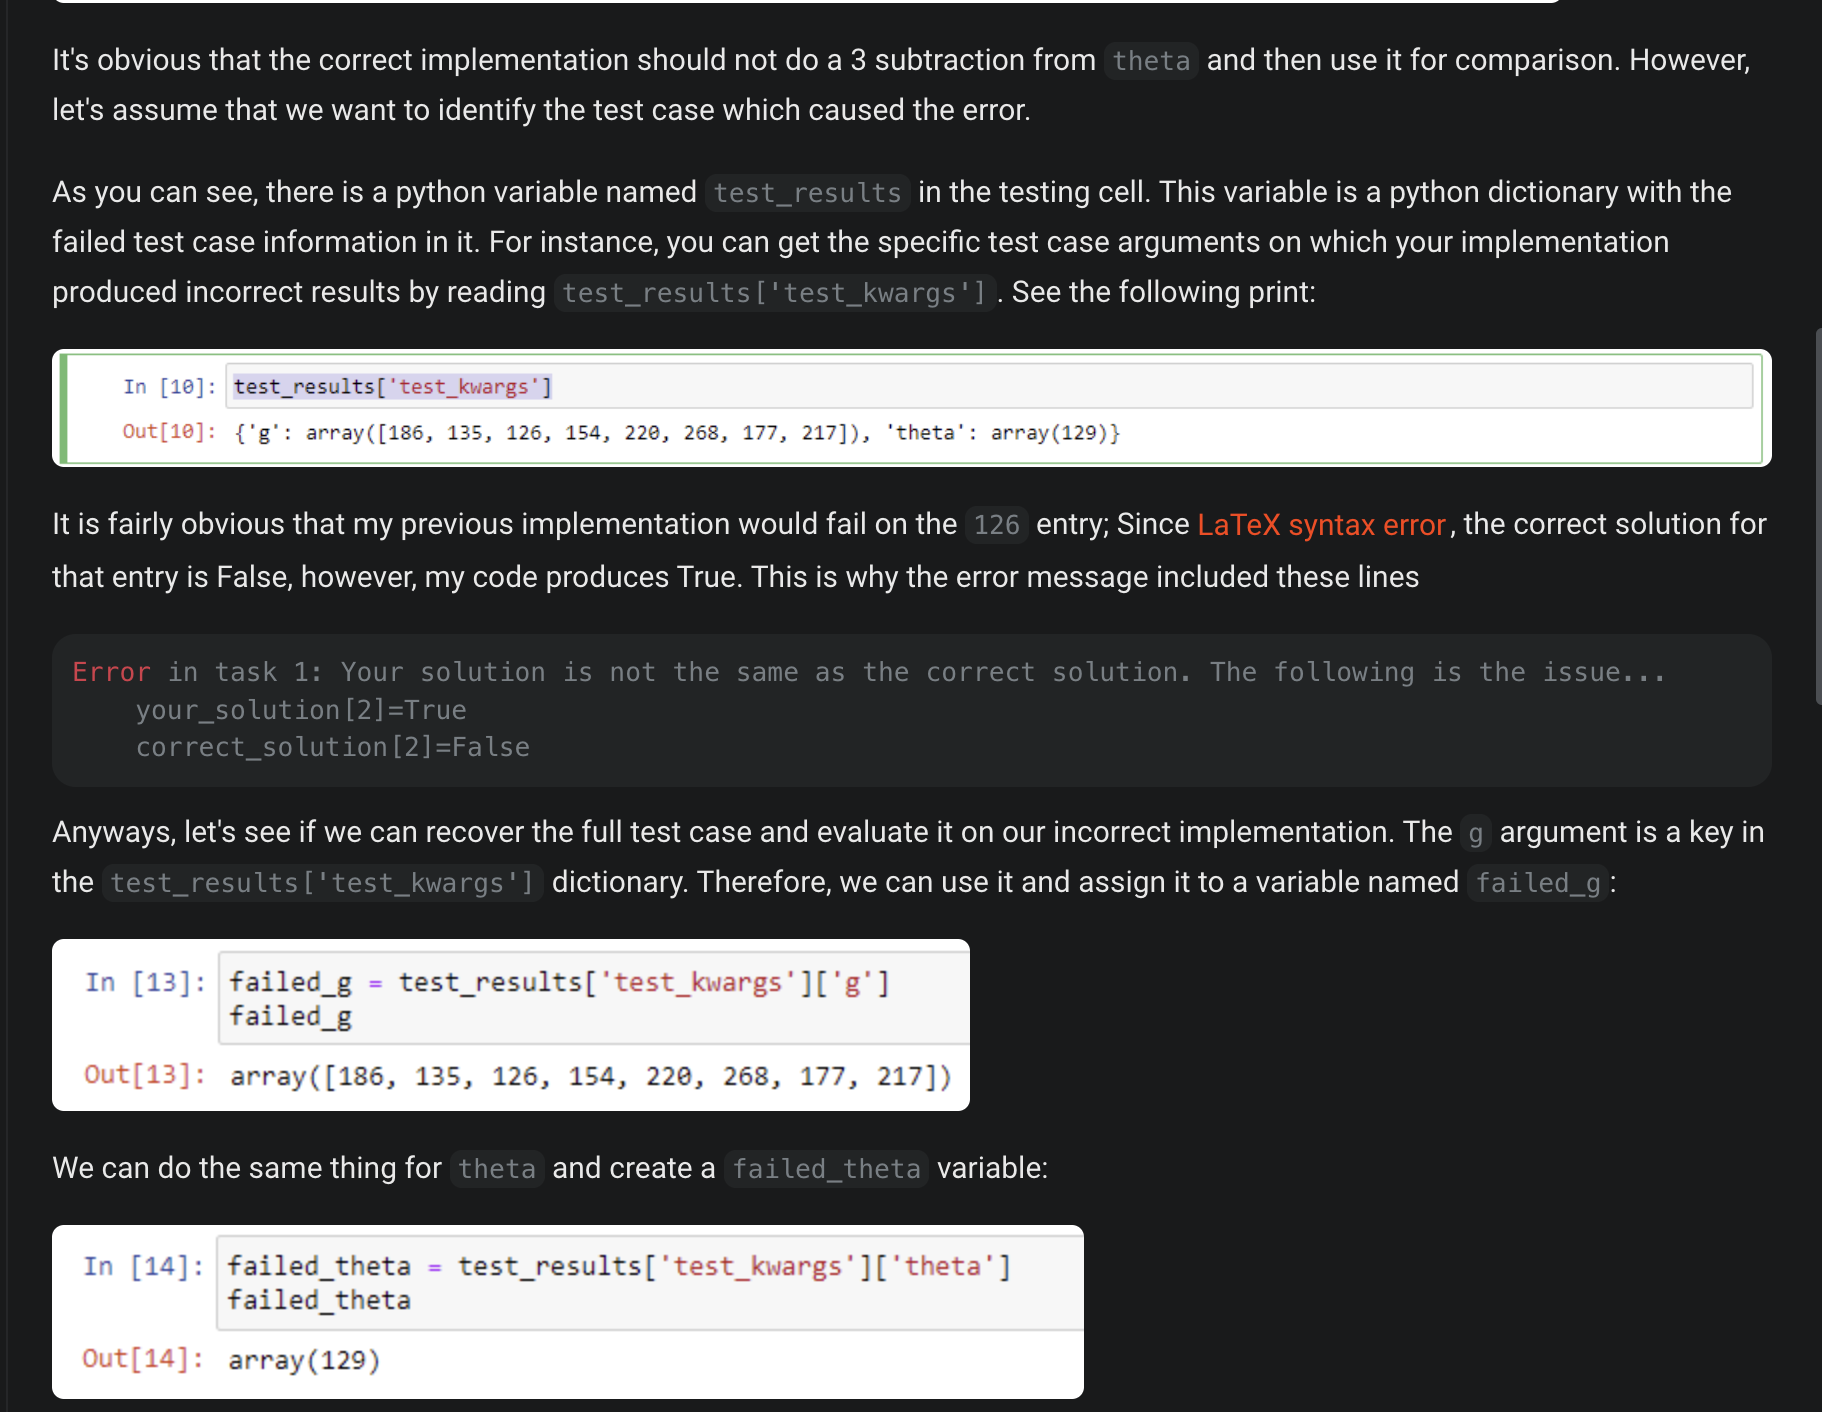 It's obvious that the correct implementation should not do a 3 subtraction from theta and then use it for comparison. However,
let's assume that we want to identify the test case which caused the error.
As you can see, there is a python variable named test_results in the testing cell. This variable is a python dictionary with the
failed test case information in it. For instance, you can get the specific test case arguments on which your implementation
produced incorrect results by reading test_results['test_kwargs'] . See the following print:
In [10]: test_results['test_kwargs']
Out[10]: {'g': array([186, 135, 126, 154, 220, 268, 177, 217]), 'theta': array(129)}
It is fairly obvious that my previous implementation would fail on the 126 entry; Since LaTeX syntax error, the correct solution for
that entry is False, however, my code produces True. This is why the error message included these lines
Error in task 1: Your solution is not the same as the correct solution. The following is the issue...
your_solution[2]=True
correct_solution[2]=False
Anyways, let's see if we can recover the full test case and evaluate it on our incorrect implementation. The g argument is a key in
the test_results['test_kwargs'] dictionary. Therefore, we can use it and assign it to a variable named failed_g:
In [13]: failed_g = test_results['test_kwargs']['g']
failed_g
Out[13]: array([186, 135, 126, 154, 220, 268, 177, 217])
We can do the same thing for theta and create a failed_theta variable:
In [14]: failed_theta = test_results['test_kwargs']['theta']
failed_theta
Out[14]: array(129)